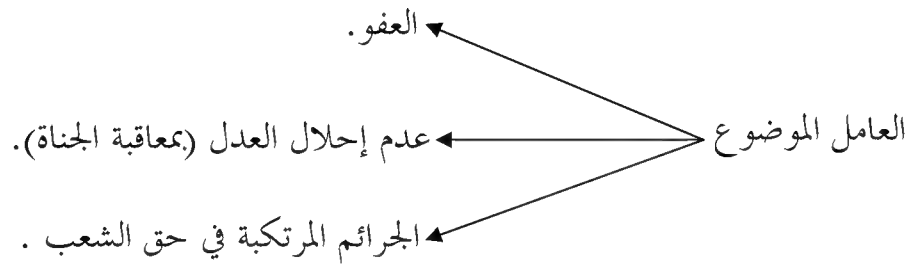 العفو.
العامل الموضوع عدم إحلال العدل (بمعاقبة الجناة).
الجرائم المرتكبة في حق الشعب .